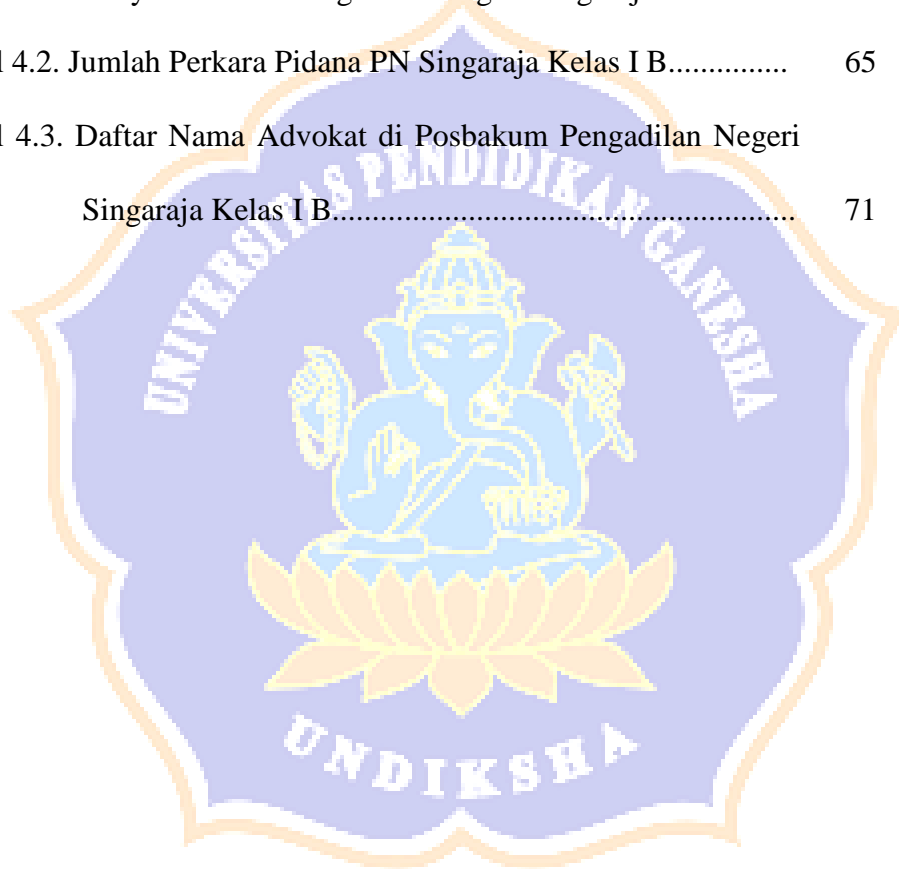 4.2. Jumlah Perkara Pidana PN Singaraja Kelas I B............... 65
4.3. Daftar Nama Advokat di Posbakum Pengadilan Negeri
Singaraja Kelas I B.................................................... 71
UNIVERSITAS PENDIDIKAN GANESHA
UNDIKSHA